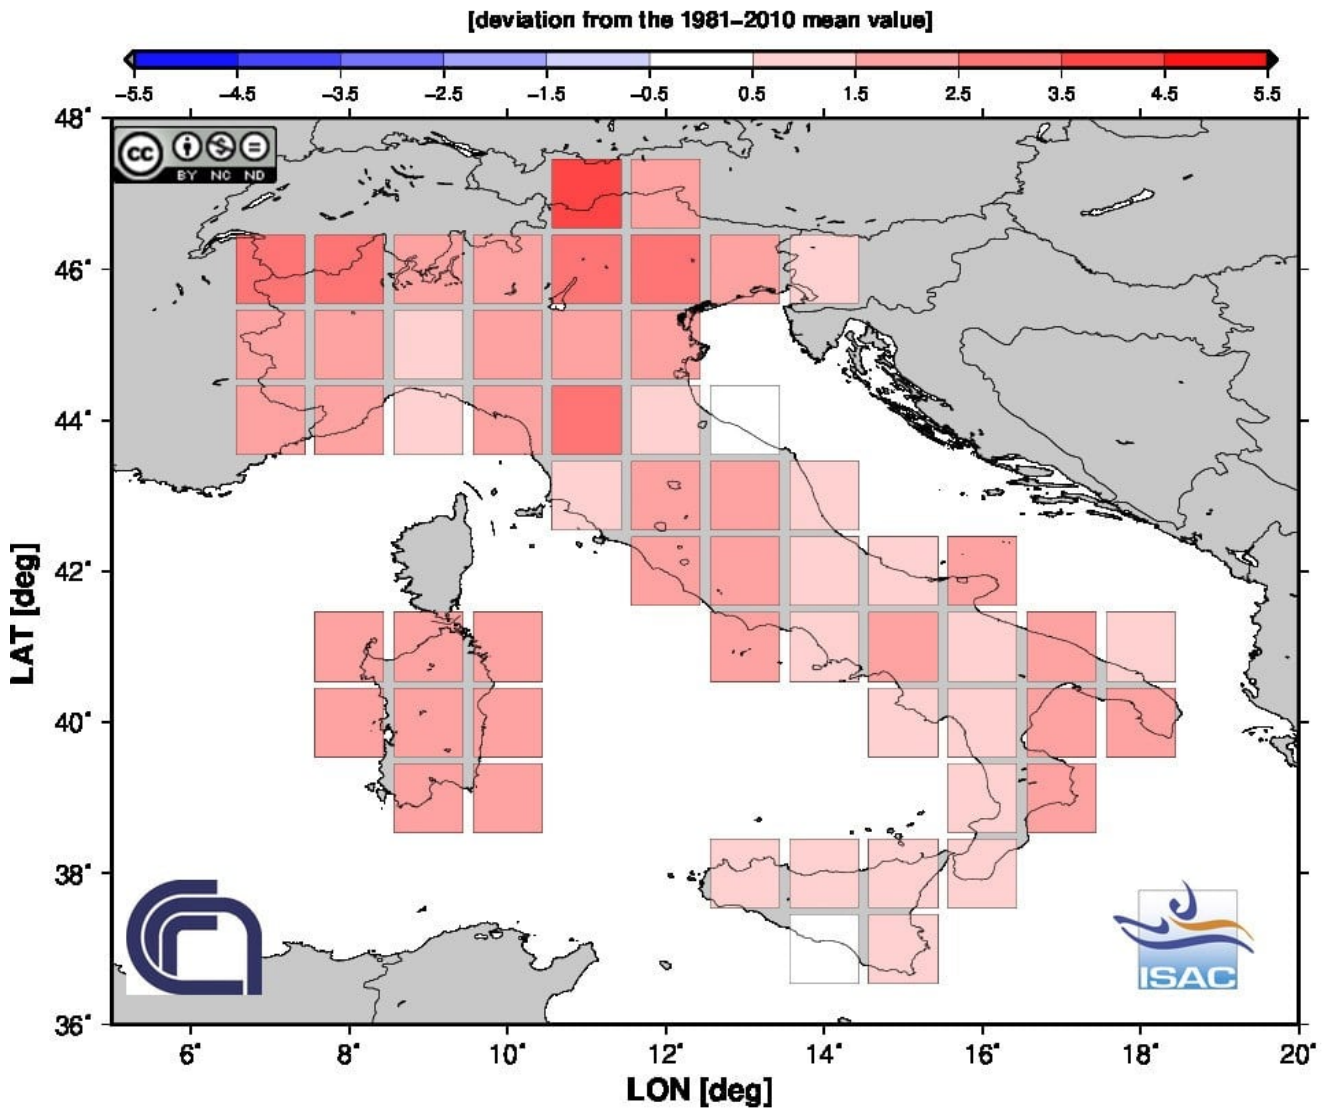 [deviation from the 1981–2010 mean value]
−5.5 −4.5 −3.5 −2.5 −1.5 −0.5 0.5 1.5 2.5 3.5 4.5 5.5
48°
cc
BY NC ND
46°
44°
42°
LAT [deg]
40°
38°
ISAC
36°
6° 8° 10° 12° 14° 16° 18° 20°
LON [deg]